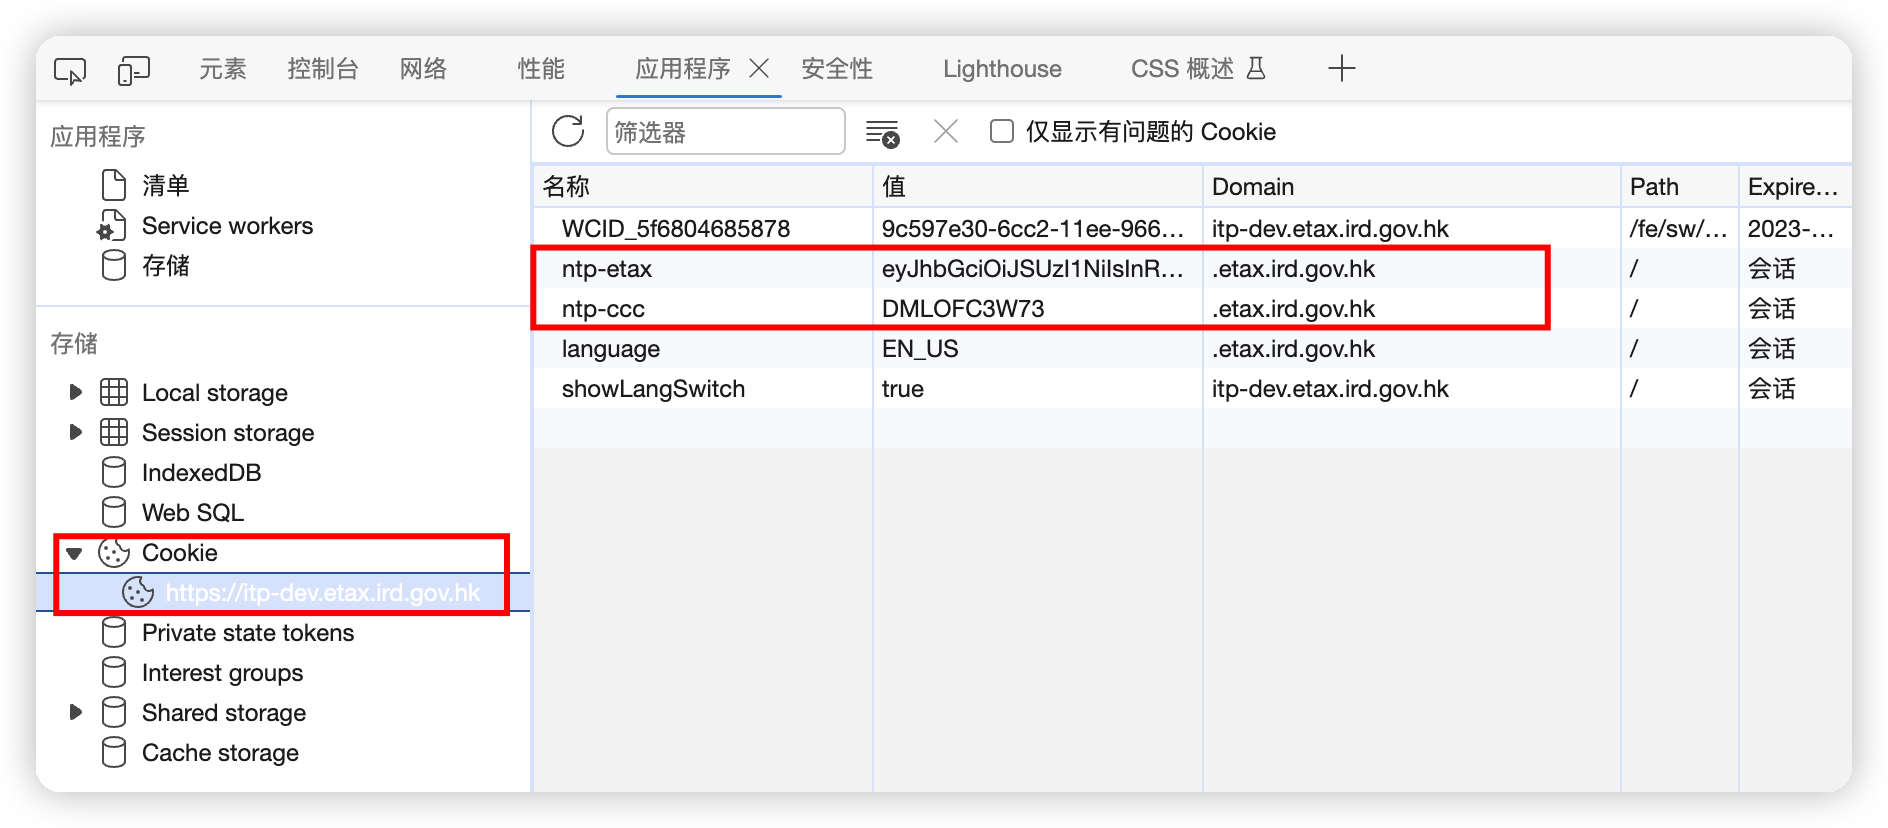 元素 控制台 网络 性能 应用程序 安全性 Lighthouse CSS 概述
应用程序
清单
Service workers
存储
存储
Local storage
Session storage
IndexedDB
Web SQL
Cookie
https://itp-dev.etax.ird.gov.hk
Private state tokens
Interest groups
Shared storage
Cache storage
筛选器 仅显示有问题的 Cookie
名称 值 Domain Path Expire...
WCID_5f6804685878 9c597e30-6cc2-11ee-966... itp-dev.etax.ird.gov.hk /fe/sw/... 2023-...
ntp-etax eyJhbGciOiJSUzI1NiIsInR... .etax.ird.gov.hk / 会话
ntp-ccc DMLOFC3W73 .etax.ird.gov.hk / 会话
language EN_US .etax.ird.gov.hk / 会话
showLangSwitch true itp-dev.etax.ird.gov.hk / 会话